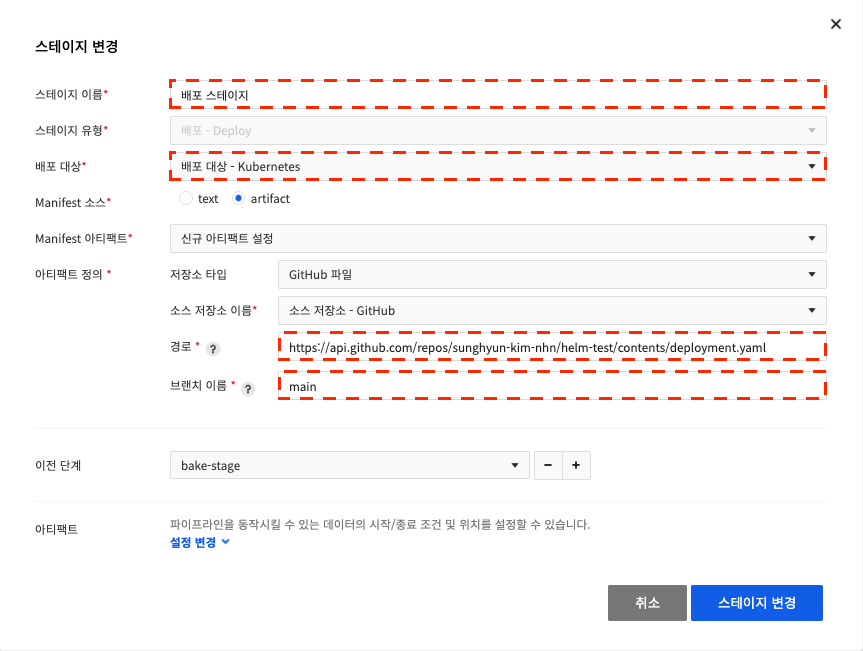 스테이지 변경
스테이지 이름* 배포 스테이지
스테이지 유형* 배포 - Deploy
배포 대상* 배포 대상 - Kubernetes
Manifest 소스* text artifact
Manifest 아티팩트* 신규 아티팩트 설정
아티팩트 정의 * 저장소 타입 GitHub 파일
소스 저장소 이름* 소스 저장소 - GitHub
경로 * ? https://api.github.com/repos/sunghyun-kim-nhn/helm-test/contents/deployment.yaml
브랜치 이름 * ? main
이전 단계 bake-stage − +
아티팩트 파이프라인을 동작시킬 수 있는 데이터의 시작/종료 조건 및 위치를 설정할 수 있습니다.
설정 변경
취소 스테이지 변경